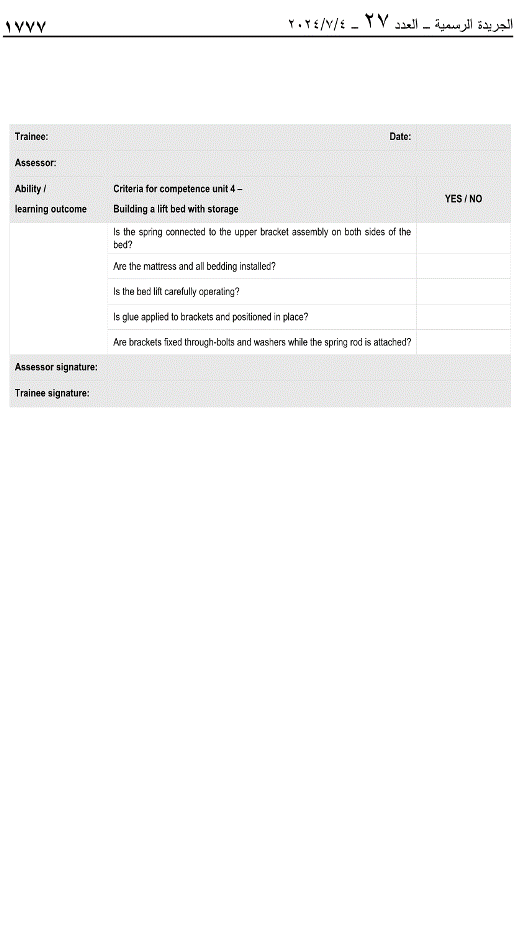 الجريدة الرسمية ــ العدد ٢٧ ــ ٢٠٢٤/٧/٤
١٧٧٧
Trainee: Date:
Assessor:
Ability /
learning outcome
Criteria for competence unit 4 –
Building a lift bed with storage
YES / NO
Is the spring connected to the upper bracket assembly on both sides of the
bed?
Are the mattress and all bedding installed?
Is the bed lift carefully operating?
Is glue applied to brackets and positioned in place?
Are brackets fixed through-bolts and washers while the spring rod is attached?
Assessor signature:
Trainee signature: